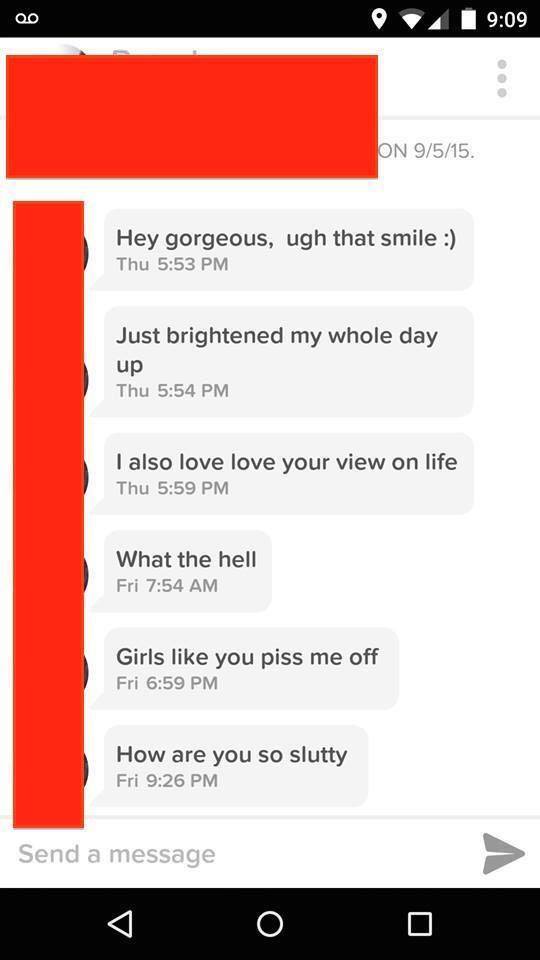 9:09
ON 9/5/15.
Hey gorgeous, ugh that smile :)
Thu 5:53 PM
Just brightened my whole day
up
Thu 5:54 PM
I also love love your view on life
Thu 5:59 PM
What the hell
Fri 7:54 AM
Girls like you piss me off
Fri 6:59 PM
How are you so slutty
Fri 9:26 PM
Send a message